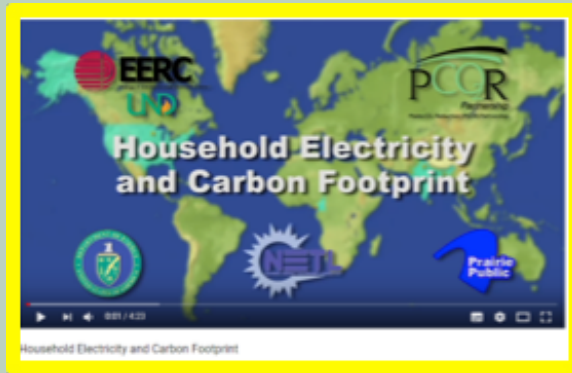 EERC
UND
PCOR
Partnership
Household Electricity
and Carbon Footprint
NETL
Prairie
Public
0:01 / 4:23
Household Electricity and Carbon Footprint